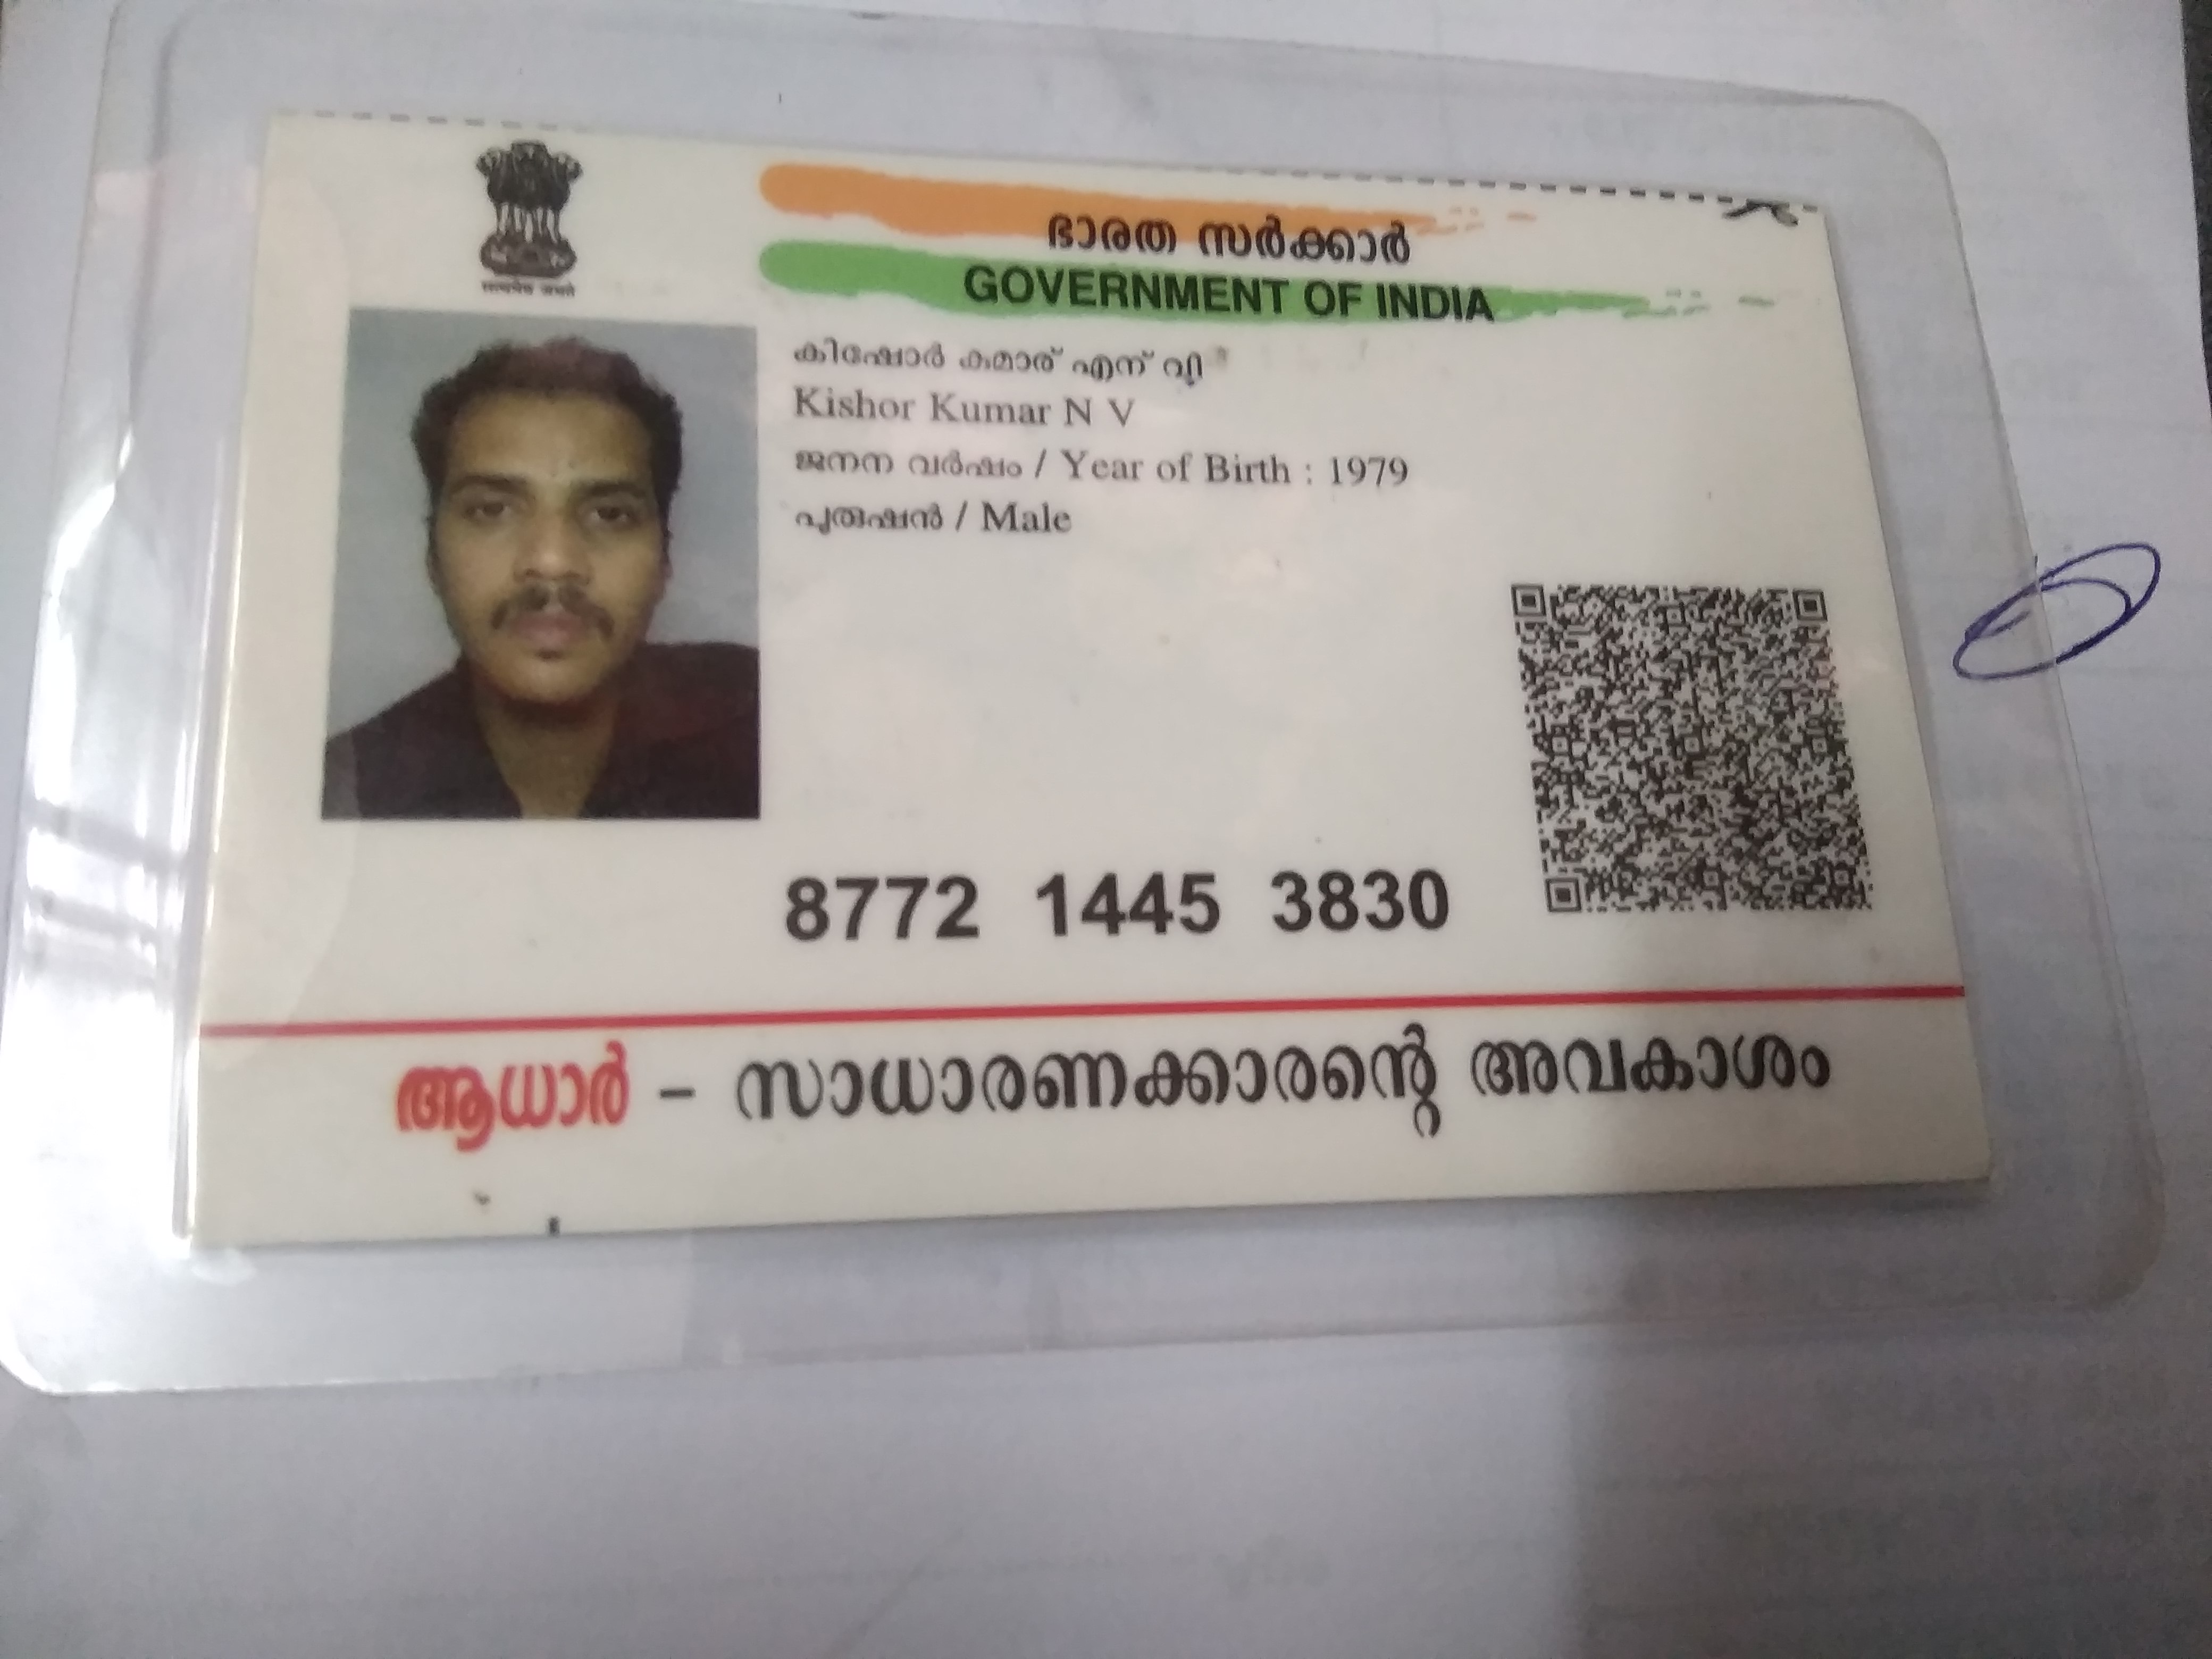 सत्यमेव जयते
ഭാരത സർക്കാർ
GOVERNMENT OF INDIA
കിഷോർ കുമാര് എന് വി
Kishor Kumar N V
ജനന വർഷം / Year of Birth : 1979
പുരുഷൻ / Male
8772 1445 3830
ആധാർ – സാധാരണക്കാരന്റെ അവകാശം